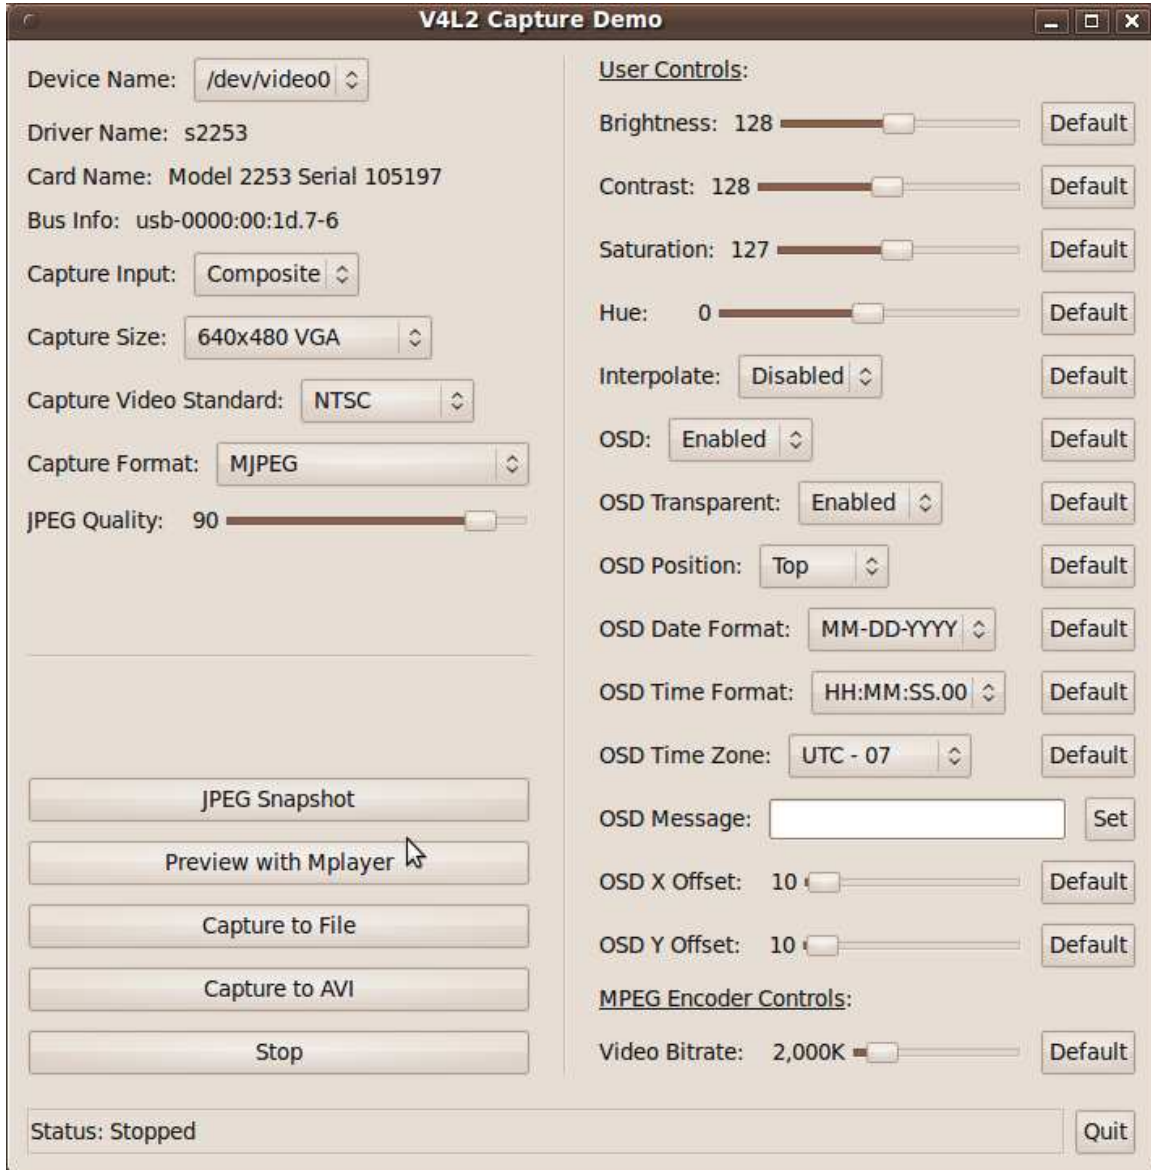 V4L2 Capture Demo
Device Name: /dev/video0
Driver Name: s2253
Card Name: Model 2253 Serial 105197
Bus Info: usb-0000:00:1d.7-6
Capture Input: Composite
Capture Size: 640x480 VGA
Capture Video Standard: NTSC
Capture Format: MJPEG
JPEG Quality: 90
JPEG Snapshot
Preview with Mplayer
Capture to File
Capture to AVI
Stop
User Controls:
Brightness: 128 Default
Contrast: 128 Default
Saturation: 127 Default
Hue: 0 Default
Interpolate: Disabled Default
OSD: Enabled Default
OSD Transparent: Enabled Default
OSD Position: Top Default
OSD Date Format: MM-DD-YYYY Default
OSD Time Format: HH:MM:SS.00 Default
OSD Time Zone: UTC - 07 Default
OSD Message: Set
OSD X Offset: 10 Default
OSD Y Offset: 10 Default
MPEG Encoder Controls:
Video Bitrate: 2,000K Default
Status: Stopped Quit